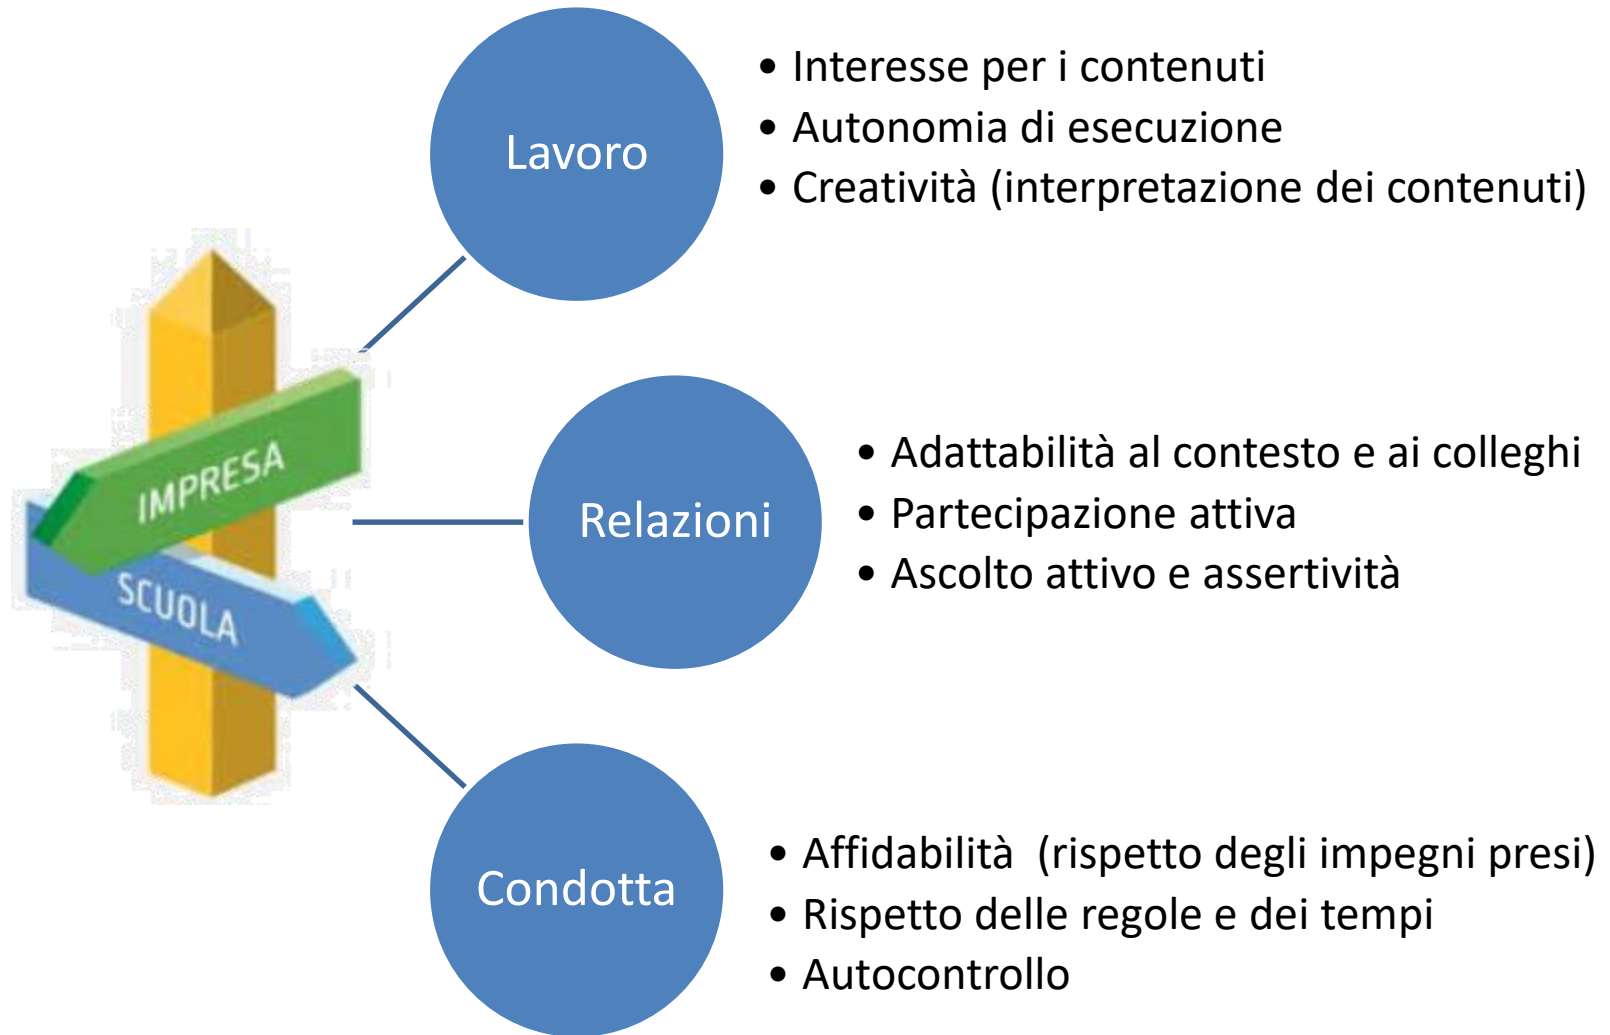 Lavoro
• Interesse per i contenuti
• Autonomia di esecuzione
• Creatività (interpretazione dei contenuti)
IMPRESA
SCUOLA
Relazioni
• Adattabilità al contesto e ai colleghi
• Partecipazione attiva
• Ascolto attivo e assertività
Condotta
• Affidabilità  (rispetto degli impegni presi)
• Rispetto delle regole e dei tempi
• Autocontrollo